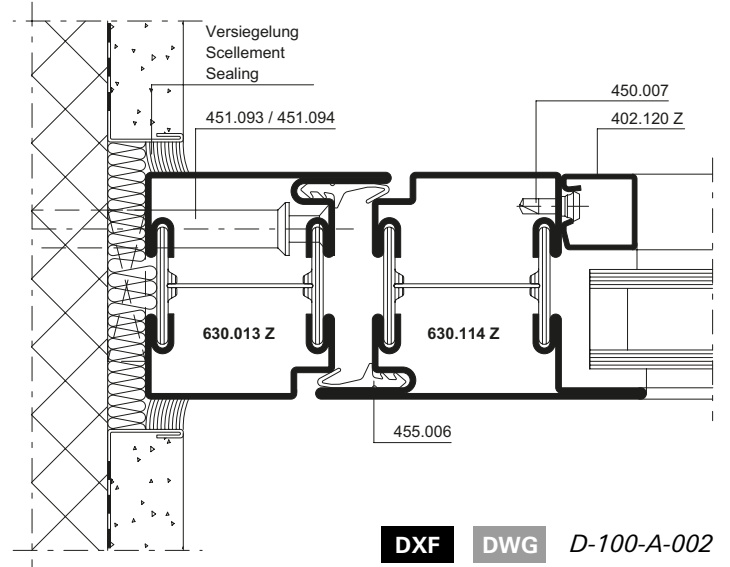 Versiegelung
Scellement
Sealing
451.093 / 451.094
450.007
402.120 Z
630.013 Z
630.114 Z
455.006
DXF
DWG
D-100-A-002